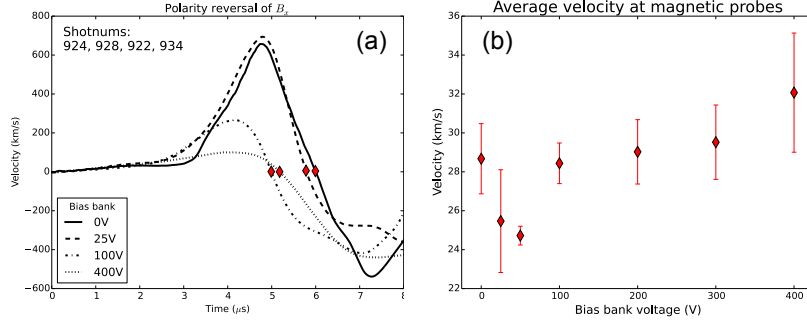 Polarity reversal of Bₓ
Shotnums:
924, 928, 922, 934
(a)
800
600
400
200
0
−200
−400
−600
Velocity (km/s)
Bias bank
0V
25V
100V
400V
0 1 2 3 4 5 6 7 8
Time (μs)
Average velocity at magnetic probes
(b)
36
34
32
30
28
26
24
22
Velocity (km/s)
0 100 200 300 400
Bias bank voltage (V)